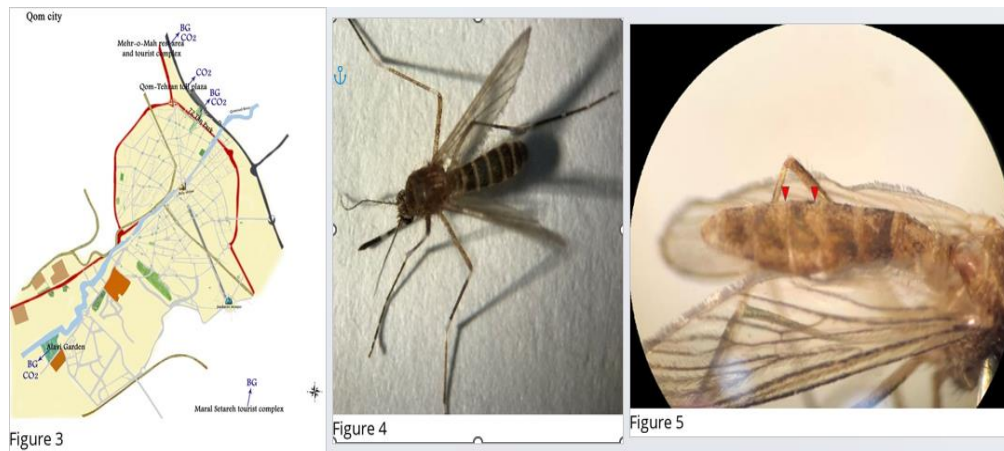 Qom city
BG
CO2
Mehr-o-Mah rest area
and tourist complex
CO2
Qom-Tehran toll plaza
BG
CO2
Alavi Garden
BG
CO2
BG
Maral Setareh tourist complex
Figure 3
Figure 4
Figure 5